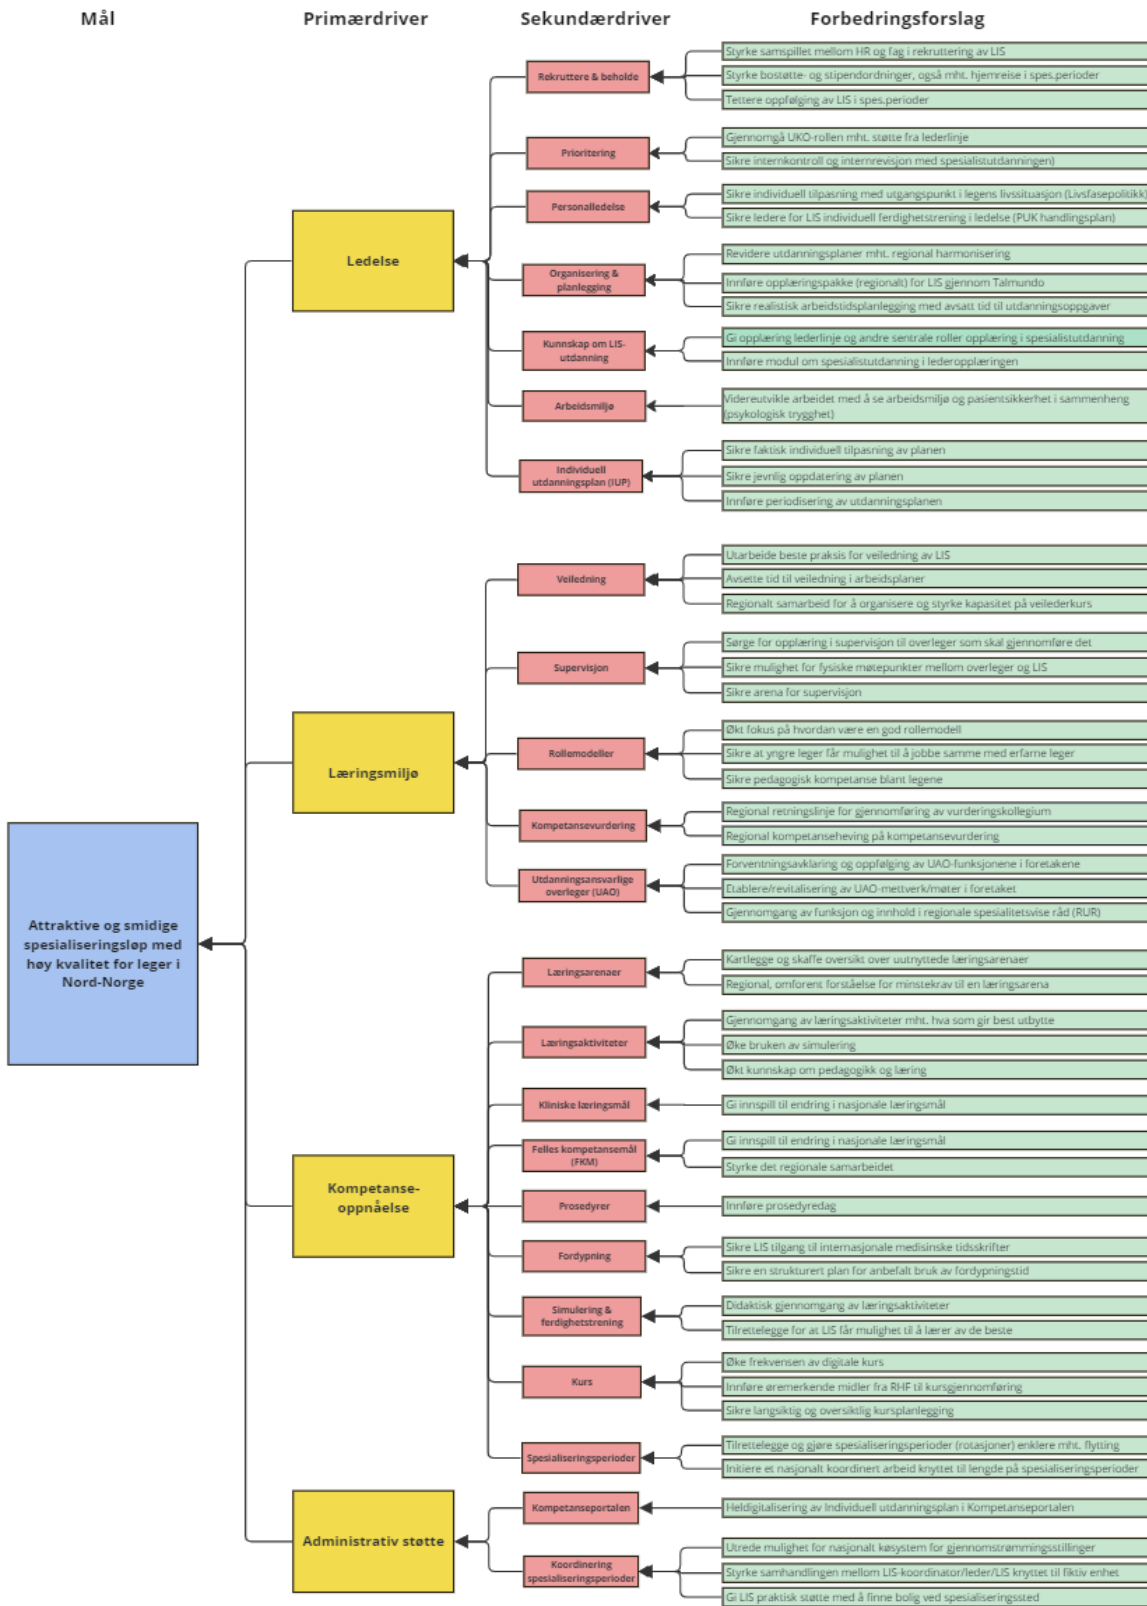 Mål
Primærdriver
Sekundærdriver
Forbedringsforslag
Attraktive og smidige
spesialiseringsløp med
høy kvalitet for leger i
Nord-Norge
Ledelse
Rekruttere & beholde
Styrke samspillet mellom HR og fag i rekruttering av LIS
Styrke bostøtte- og stipendordninger, også mht. hjemreise i spes.perioder
Tettere oppfølging av LIS i spes.perioder
Prioritering
Gjennomgå UKO-rollen mht. støtte fra lederlinje
Sikre internkontroll og internrevisjon med spesialistutdanningen)
Personalledelse
Sikre individuell tilpasning med utgangspunkt i legens livssituasjon (Livsfasepolitikk)
Sikre ledere for LIS individuell ferdighetstrening i ledelse (PUK handlingsplan)
Organisering &
planlegging
Revidere utdanningsplaner mht. regional harmonisering
Innføre opplæringspakke (regionalt) for LIS gjennom Talmundo
Sikre realistisk arbeidstidsplanlegging med avsatt tid til utdanningsoppgaver
Kunnskap om LIS-
utdanning
Gi opplæring lederlinje og andre sentrale roller opplæring i spesialistutdanning
Innføre modul om spesialistutdanning i lederopplæringen
Arbeidsmiljø
Videreutvikle arbeidet med å se arbeidsmiljø og pasientsikkerhet i sammenheng
(psykologisk trygghet)
Individuell
utdanningsplan (IUP)
Sikre faktisk individuell tilpasning av planen
Sikre jevnlig oppdatering av planen
Innføre periodisering av utdanningsplanen
Læringsmiljø
Veiledning
Utarbeide beste praksis for veiledning av LIS
Avsette tid til veiledning i arbeidsplaner
Regionalt samarbeid for å organisere og styrke kapasitet på veilederkurs
Supervisjon
Sørge for opplæring i supervisjon til overleger som skal gjennomføre det
Sikre mulighet for fysiske møtepunkter mellom overleger og LIS
Sikre arena for supervisjon
Rollemodeller
Økt fokus på hvordan være en god rollemodell
Sikre at yngre leger får mulighet til å jobbe samme med erfarne leger
Sikre pedagogisk kompetanse blant legene
Kompetansevurdering
Regional retningslinje for gjennomføring av vurderingskollegium
Regional kompetanseheving på kompetansevurdering
Utdanningsansvarlige
overleger (UAO)
Forventningsavklaring og oppfølging av UAO-funksjonene i foretakene
Etablere/revitalisering av UAO-mettverk/møter i foretaket
Gjennomgang av funksjon og innhold i regionale spesialitetsvise råd (RUR)
Kompetanse-
oppnåelse
Læringsarenaer
Kartlegge og skaffe oversikt over uutnyttede læringsarenaer
Regional, omforent forståelse for minstekrav til en læringsarena
Læringsaktiviteter
Gjennomgang av læringsaktiviteter mht. hva som gir best utbytte
Øke bruken av simulering
Økt kunnskap om pedagogikk og læring
Kliniske læringsmål
Gi innspill til endring i nasjonale læringsmål
Felles kompetansemål
(FKM)
Gi innspill til endring i nasjonale læringsmål
Styrke det regionale samarbeidet
Prosedyrer
Innføre prosedyredag
Fordypning
Sikre LIS tilgang til internasjonale medisinske tidsskrifter
Sikre en strukturert plan for anbefalt bruk av fordypningstid
Simulering &
ferdighetstrening
Didaktisk gjennomgang av læringsaktiviteter
Tilrettelegge for at LIS får mulighet til å lærer av de beste
Kurs
Øke frekvensen av digitale kurs
Innføre øremerkende midler fra RHF til kursgjennomføring
Sikre langsiktig og oversiktlig kursplanlegging
Spesialiseringsperioder
Tilrettelegge og gjøre spesialiseringsperioder (rotasjoner) enklere mht. flytting
Initiere et nasjonalt koordinert arbeid knyttet til lengde på spesialiseringsperioder
Administrativ støtte
Kompetanseportalen
Heldigitalisering av Individuell utdanningsplan i Kompetanseportalen
Koordinering
spesialiseringsperioder
Utrede mulighet for nasjonalt køsystem for gjennomstrømmingsstillinger
Styrke samhandlingen mellom LIS-koordinator/leder/LIS knyttet til fiktiv enhet
Gi LIS praktisk støtte med å finne bolig ved spesialiseringssted